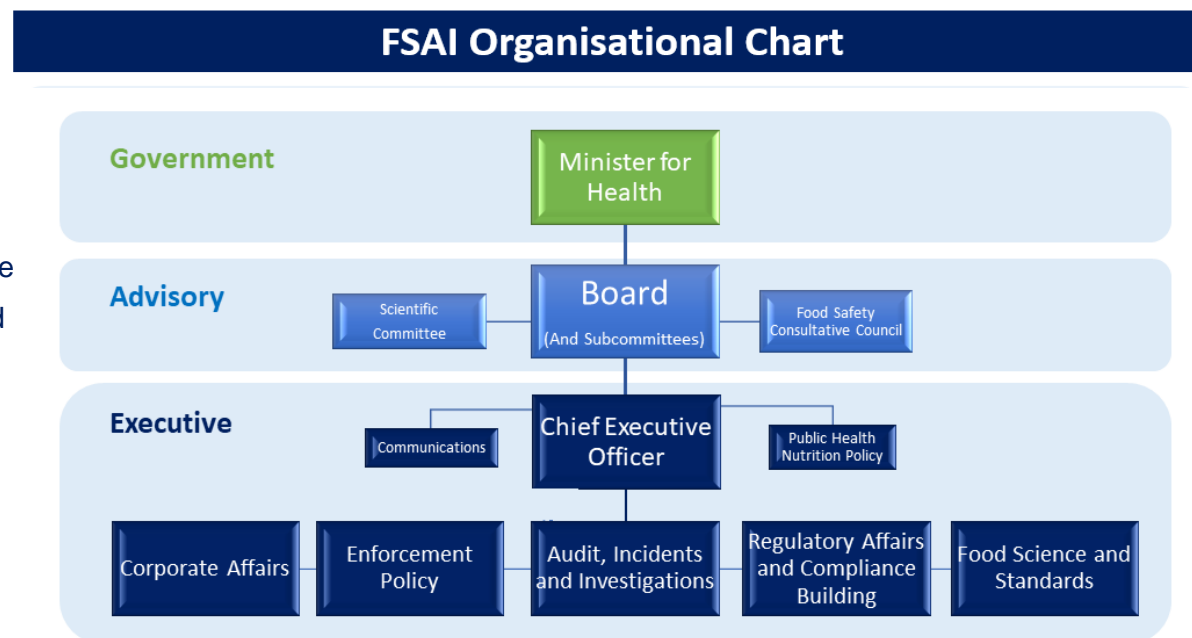 FSAI Organisational Chart
Government
Minister for
Health
e
d
Advisory
Scientific
Committee
Board
(And Subcommittees)
Food Safety
Consultative Council
Executive
Communications
Chief Executive
Officer
Public Health
Nutrition Policy
Corporate Affairs
Enforcement
Policy
Audit, Incidents
and Investigations
Regulatory Affairs
and Compliance
Building
Food Science and
Standards